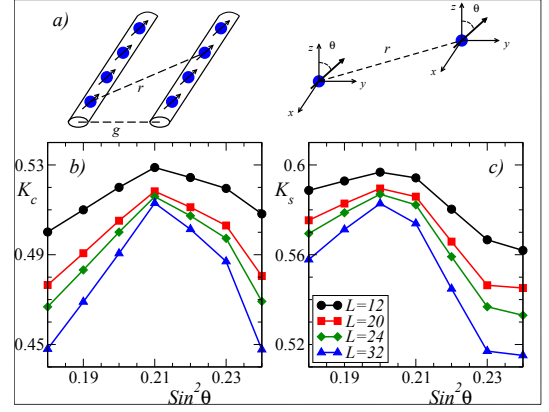 a)
z
θ
y
x
r
z
θ
y
x
r
g
b)
c)
K_c
0.53
0.49
0.45
0.19
0.21
0.23
Sin²θ
K_s
0.6
0.56
0.52
L=12
L=20
L=24
L=32
0.19
0.21
0.23
Sin²θ